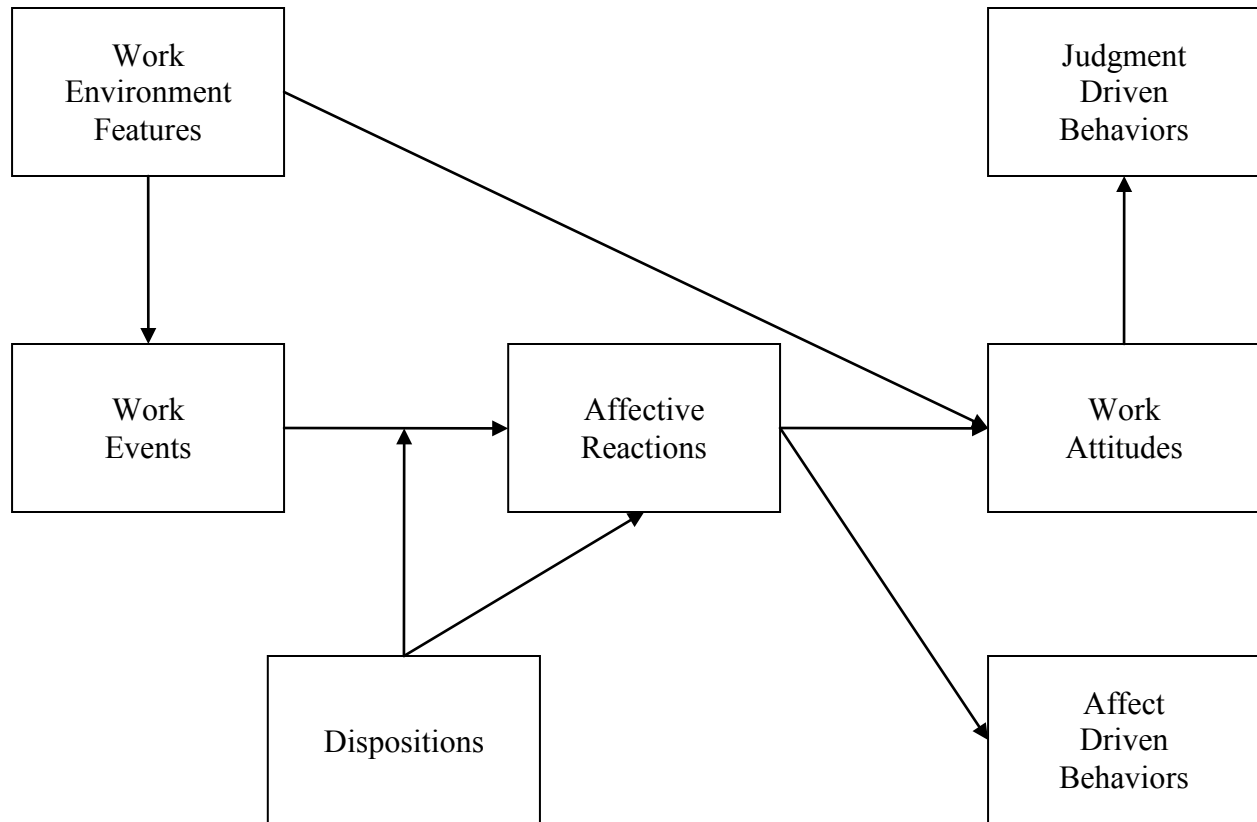 Work
Environment
Features
Judgment
Driven
Behaviors
Work
Events
Affective
Reactions
Work
Attitudes
Dispositions
Affect
Driven
Behaviors